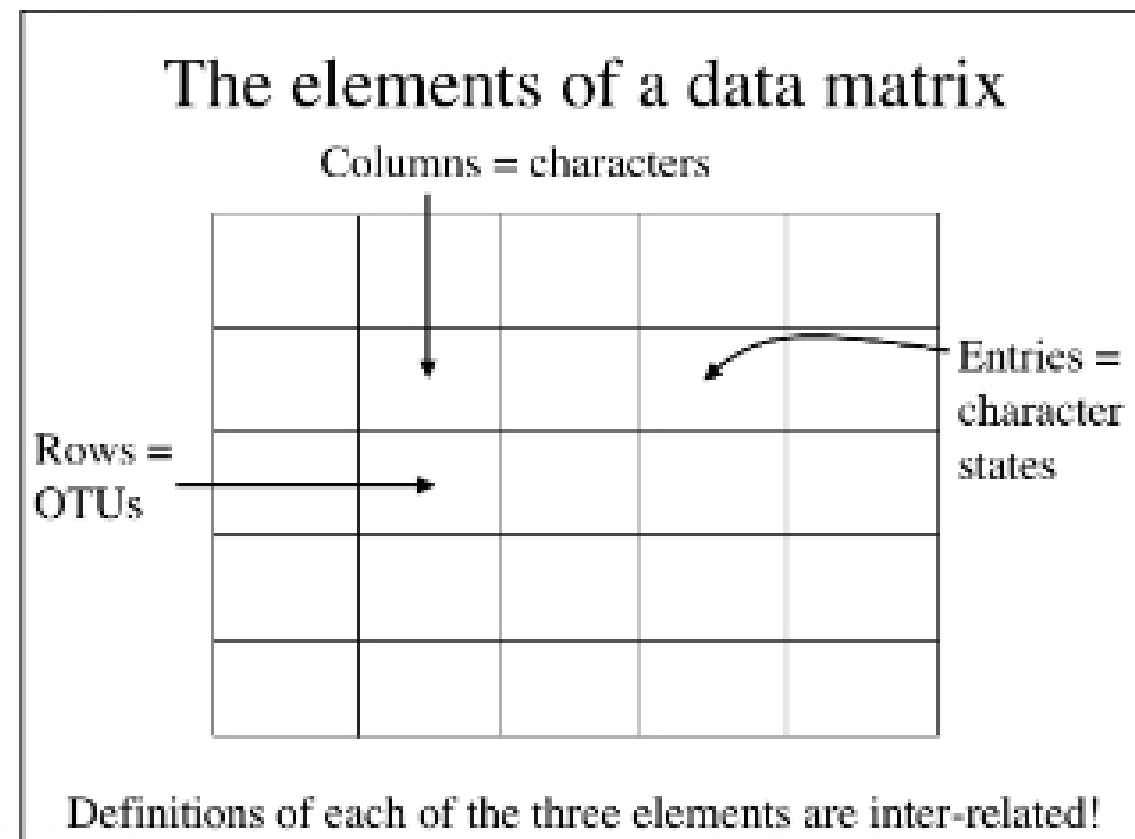 The elements of a data matrix
Columns = characters
Entries =
character
states
Rows =
OTUs
Definitions of each of the three elements are inter-related!